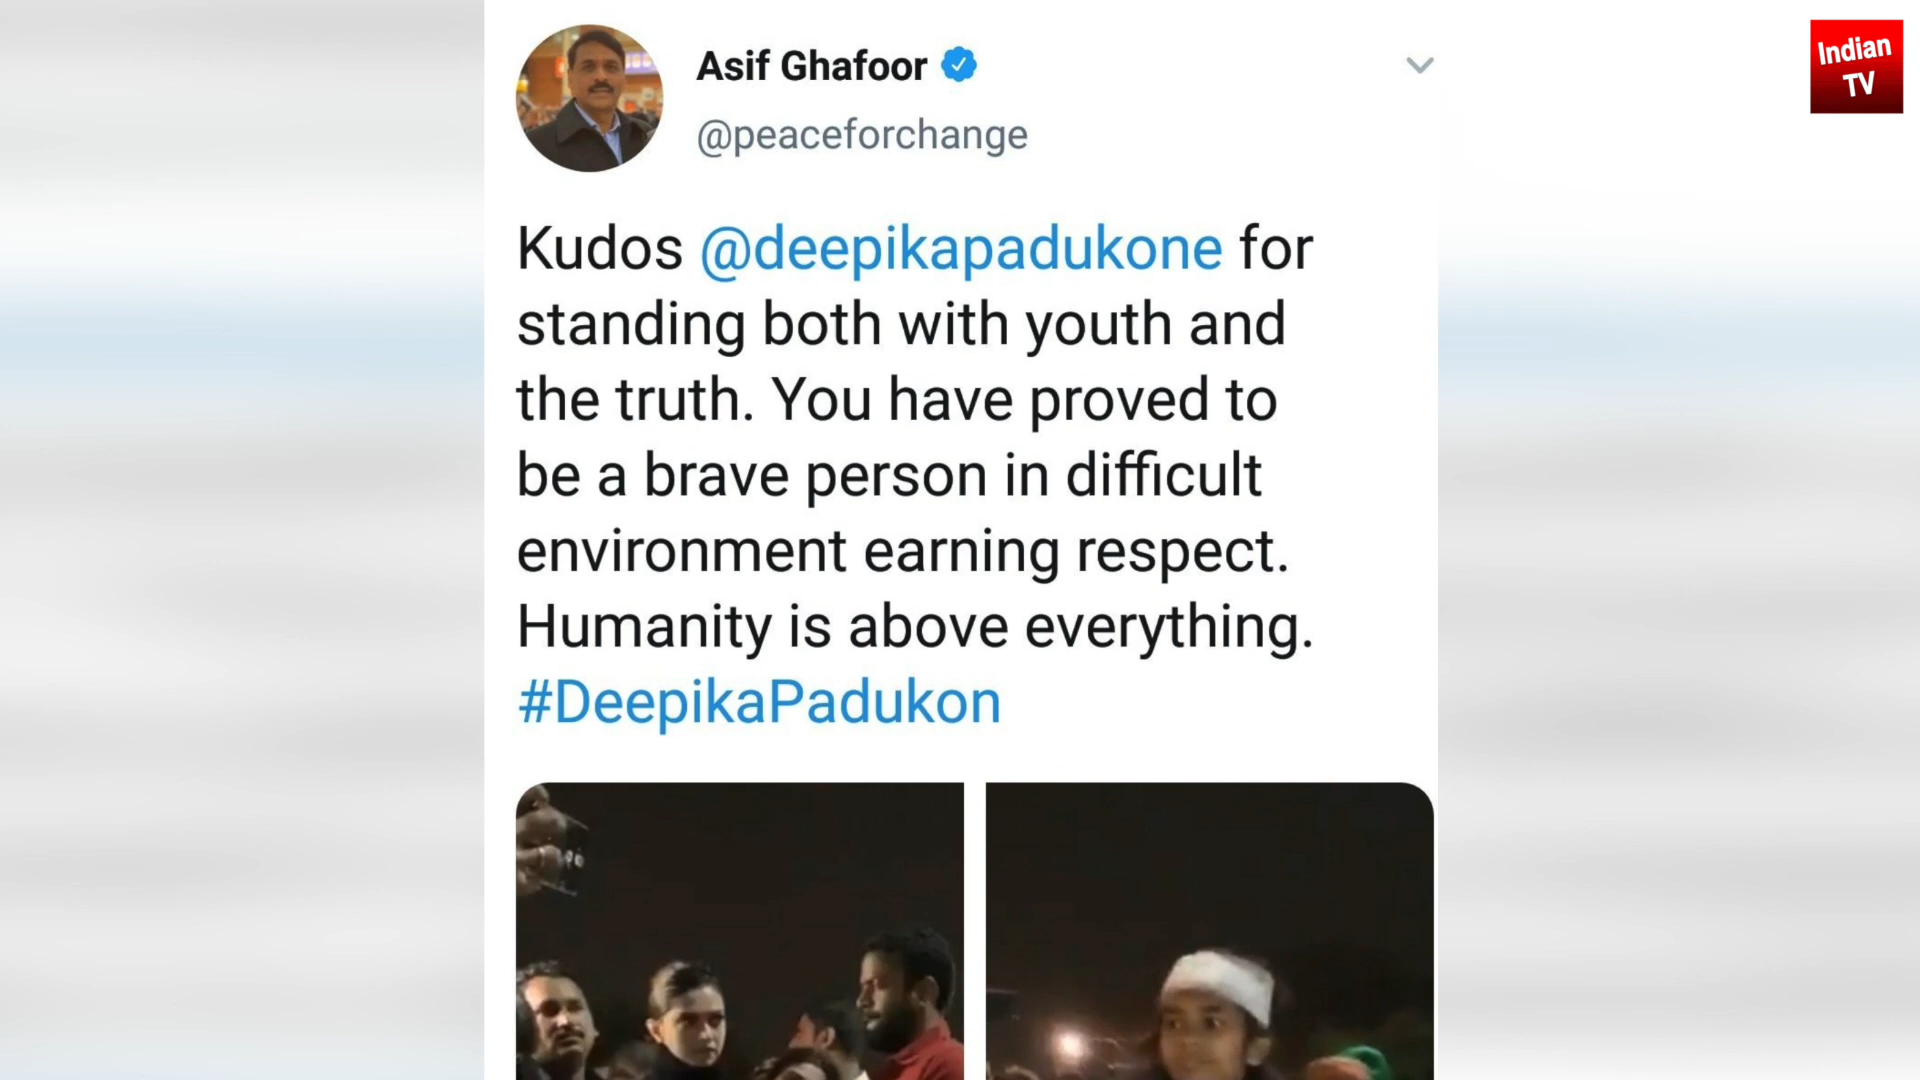 Asif Ghafoor
@peaceforchange
Kudos @deepikapadukone for
standing both with youth and
the truth. You have proved to
be a brave person in difficult
environment earning respect.
Humanity is above everything.
#DeepikaPadukon
Indian
TV